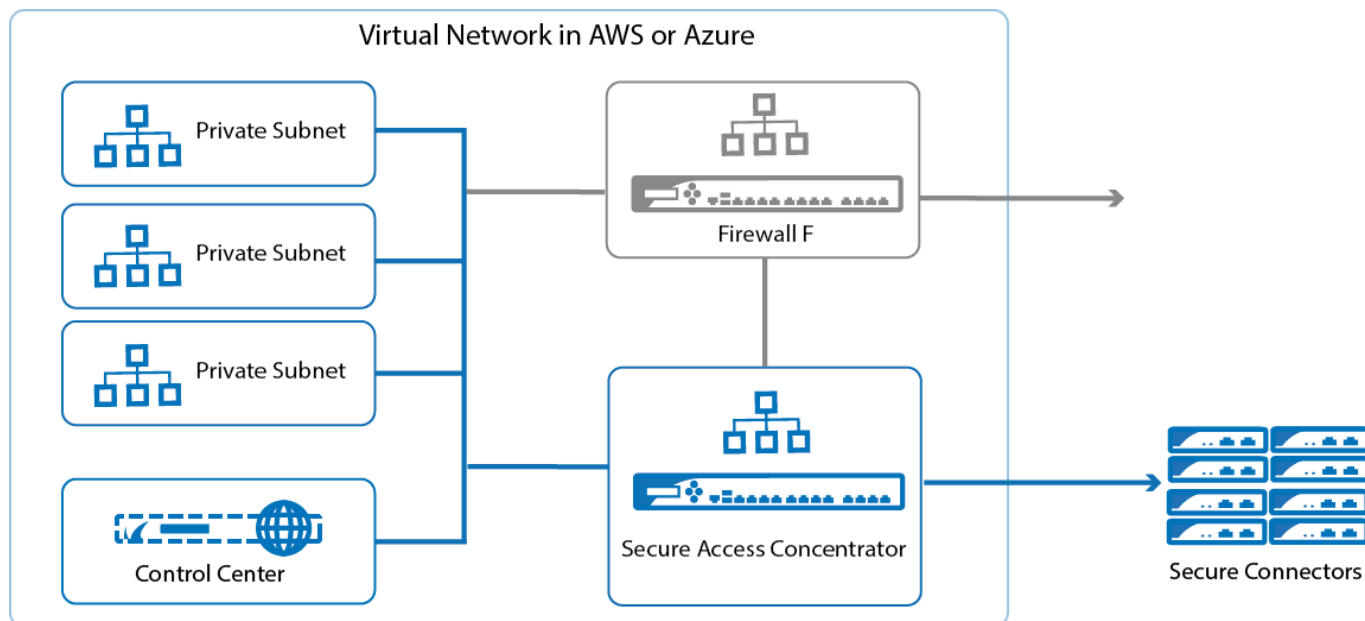 Virtual Network in AWS or Azure
Private Subnet
Private Subnet
Private Subnet
Control Center
Firewall F
Secure Access Concentrator
Secure Connectors